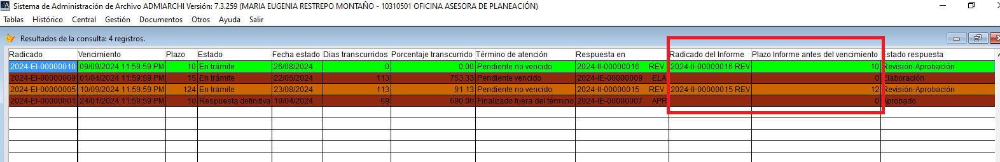 Sistema de Administración de Archivo ADMIARCHI Versión: 7.3.259 (MARIA EUGENIA RESTREPO MONTAÑO - 10310501 OFICINA ASESORA DE PLANEACIÓN)
Tablas Histórico Central Gestión Documentos Otros Ayuda Salir
Resultados de la consulta: 4 registros.
Radicado Vencimiento Plazo Estado Fecha estado Dias transcurridos Porcentaje transcurrido Término de atención Respuesta en Radicado del Informe Plazo Informe antes del vencimiento Estado respuesta
2024-EI-00000010 09/09/2024 11:59:59 PM 10 En trámite 26/08/2024 0 0.00 Pendiente no vencido 2024-II-00000016 REV 2024-II-00000016 REV 10 Revisión-Aprobación
2024-EI-00000009 01/04/2024 11:59:59 PM 15 En trámite 22/05/2024 113 753.33 Pendiente vencido 2024-IE-00000009 ELA 0 Elaboración
2024-EI-00000005 10/09/2024 11:59:59 PM 124 En trámite 23/08/2024 113 91.13 Pendiente no vencido 2024-II-00000015 REV 2024-II-00000015 REV 12 Revisión-Aprobación
2024-EI-00000001 24/01/2024 11:59:59 PM 10 Respuesta definitiva 19/04/2024 69 690.00 Finalizado fuera del término 2024-IE-00000007 APR 0 Aprobado